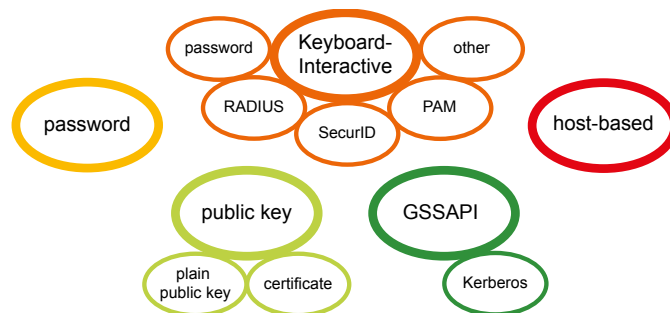 password
Keyboard-
Interactive
other
RADIUS
PAM
SecurID
password
host-based
public key
GSSAPI
plain
public key
certificate
Kerberos